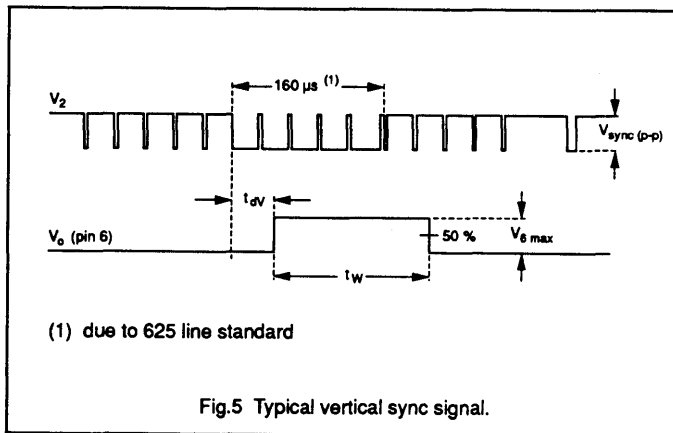 160 µs (1)
V2
Vsync (p-p)
tdV
Vo (pin 6)
50 %
V6 max
tW
(1) due to 625 line standard
Fig.5 Typical vertical sync signal.